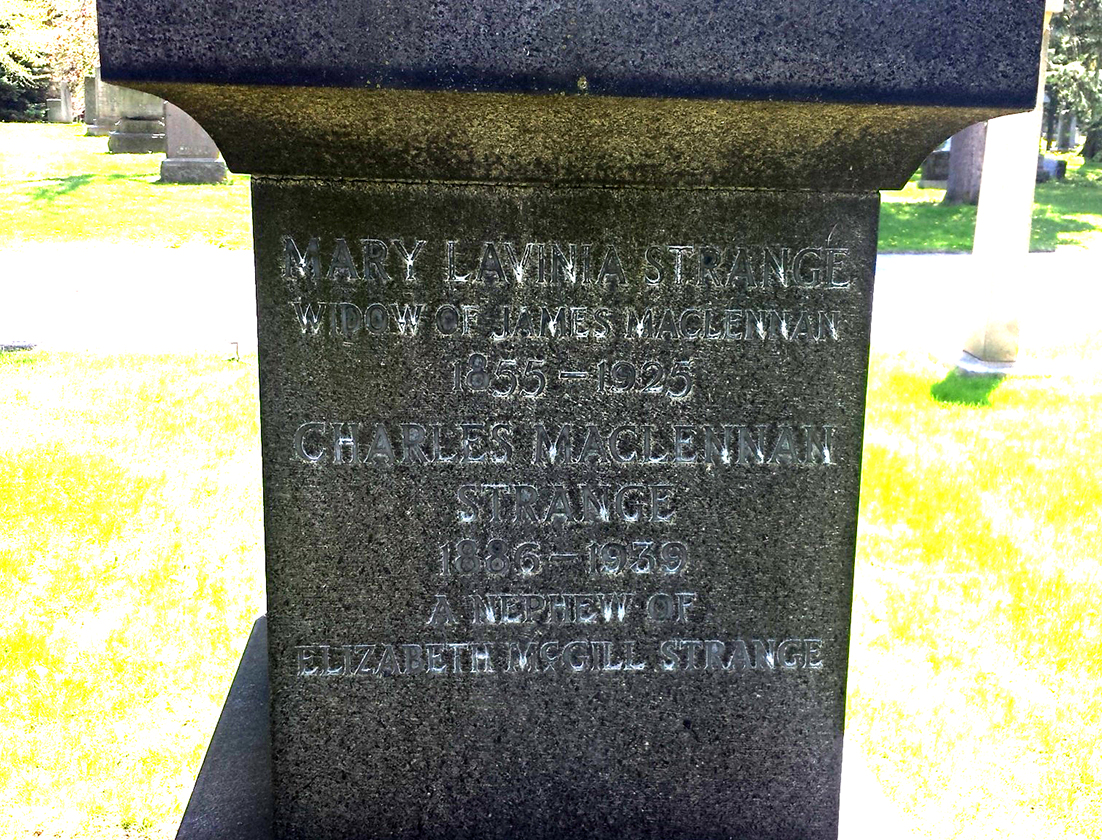 MARY LAVINIA STRANGE
WIDOW OF JAMES MACLENNAN
1855 – 1925
CHARLES MACLENNAN
STRANGE
1886 – 1939
A NEPHEW OF
ELIZABETH McGILL STRANGE